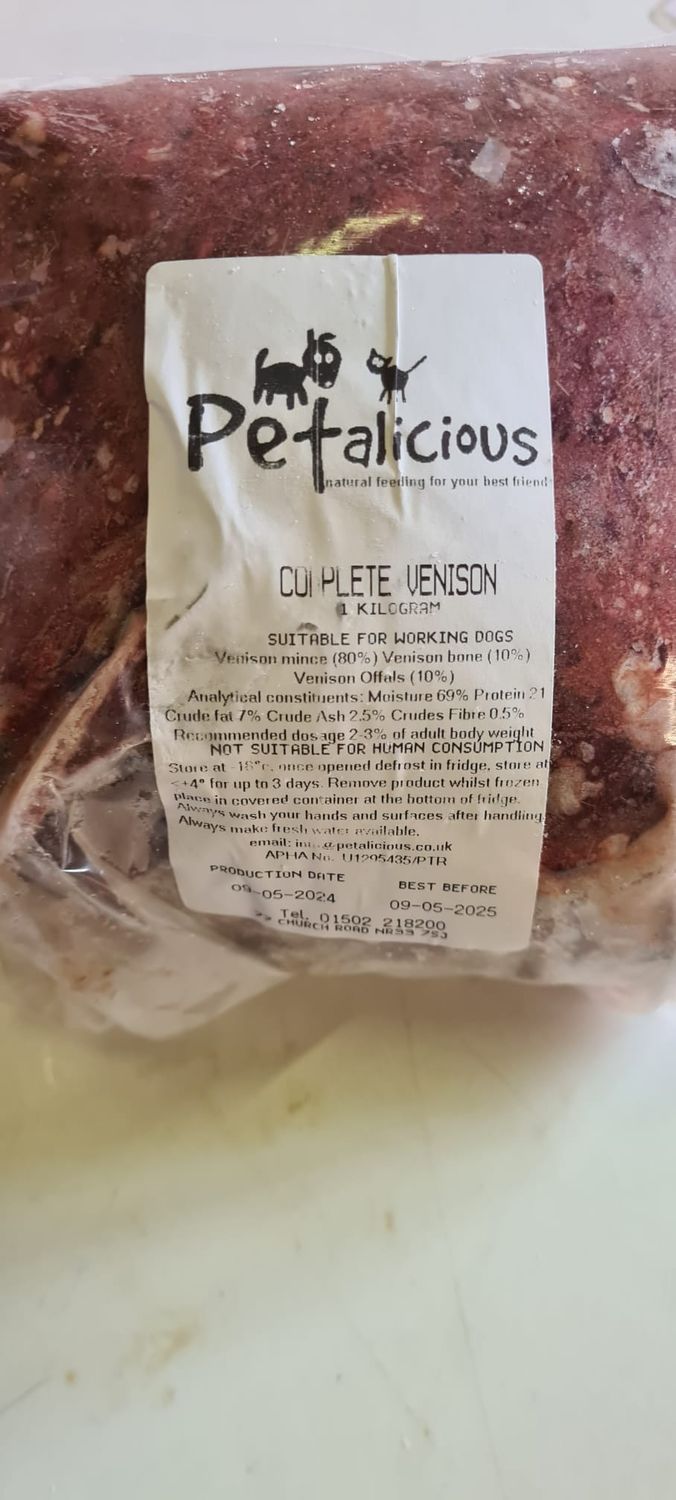 Petalicious
natural feeding for your best friend
COMPLETE VENISON
1 KILOGRAM
SUITABLE FOR WORKING DOGS
Venison mince (80%) Venison bone (10%)
Venison Offals (10%)
Analytical constituents: Moisture 69% Protein 21
Crude fat 7% Crude Ash 2.5% Crudes Fibre 0.5%
Recommended dosage 2-3% of adult body weight
NOT SUITABLE FOR HUMAN CONSUMPTION
Store at -18°c, once opened defrost in fridge, store at
<+4° for up to 3 days. Remove product whilst frozen
place in covered container at the bottom of fridge.
Always wash your hands and surfaces after handling.
Always make fresh water available.
email: @petalicious.co.uk
APHA No. U1295435/PTR
PRODUCTION DATE BEST BEFORE
09-05-2024 09-05-2025
Tel. 01502 218200
CHURCH ROAD NR33